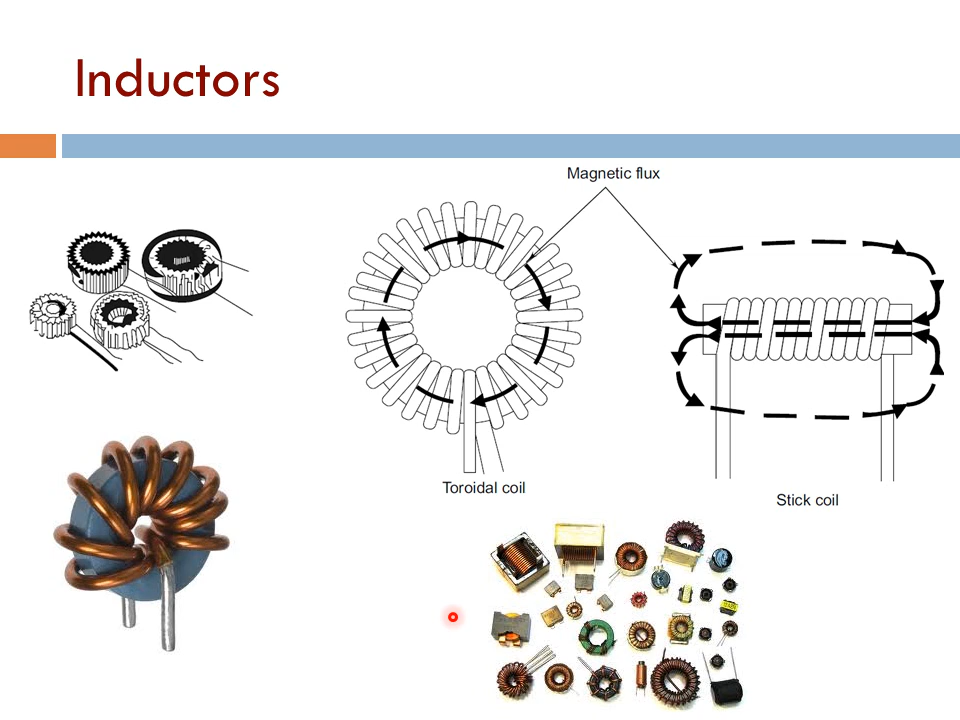 Inductors
Magnetic flux
Toroidal coil
Stick coil